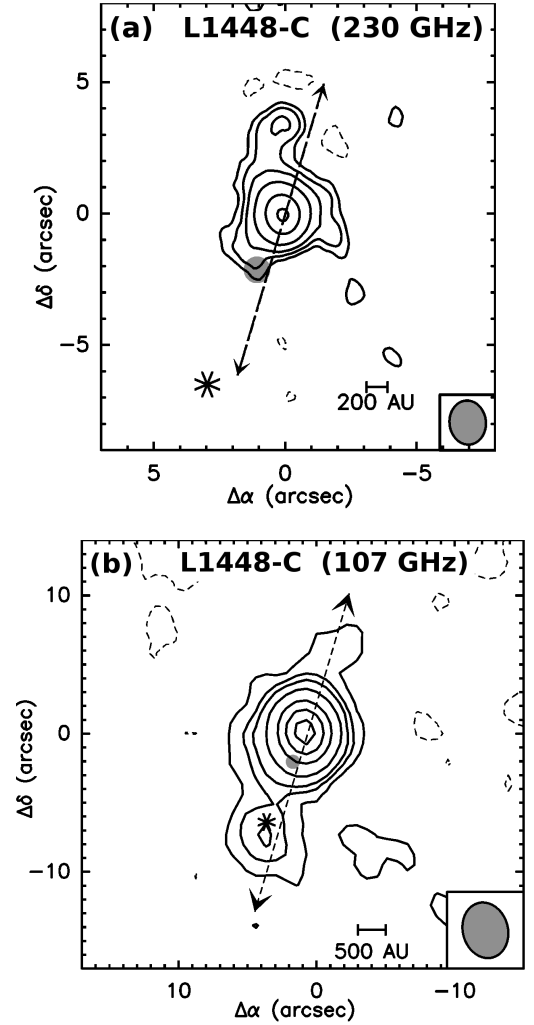 (a) L1448-C (230 GHz)
5
0
−5
Δδ (arcsec)
200 AU
5 0 −5
Δα (arcsec)
(b) L1448-C (107 GHz)
10
0
−10
Δδ (arcsec)
500 AU
10 0 −10
Δα (arcsec)